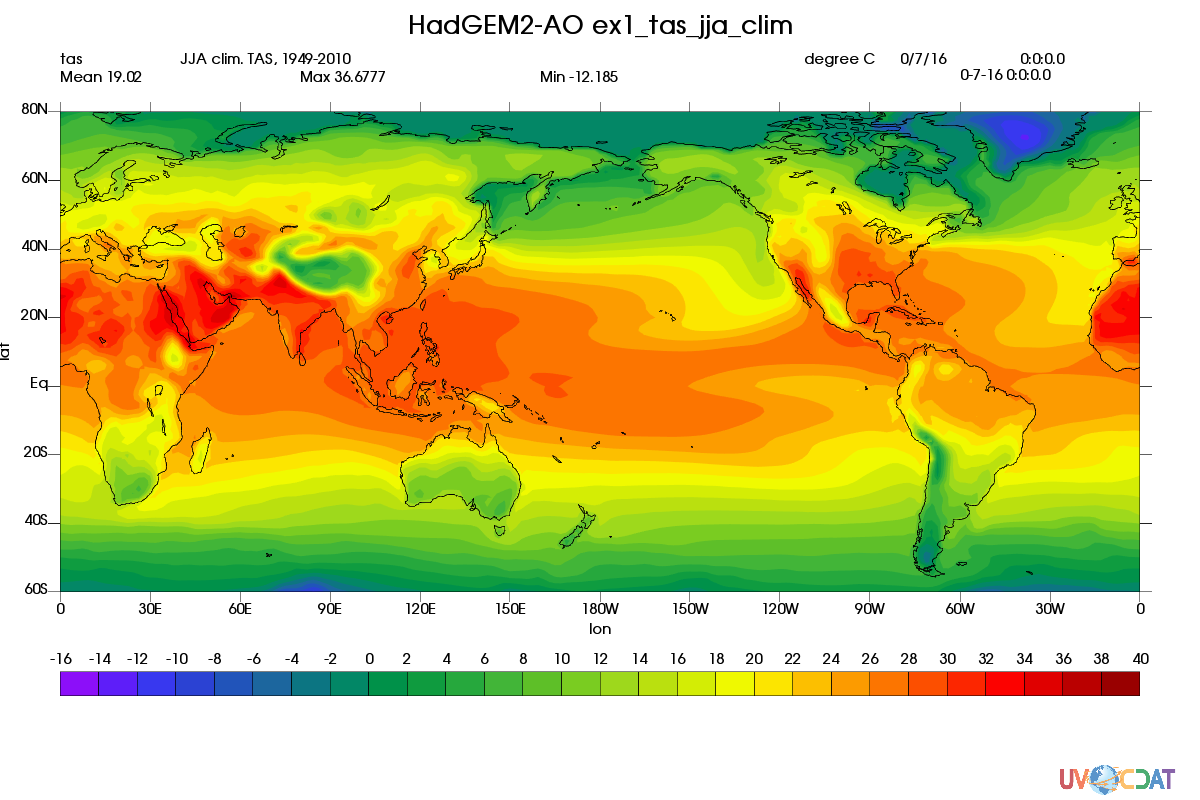 HadGEM2-AO ex1_tas_jja_clim
tas JJA clim. TAS, 1949-2010 degree C 0/7/16 0:0:0.0
Mean 19.02 Max 36.6777 Min -12.185 0-7-16 0:0:0.0
80N
60N
40N
20N
lat
Eq
20S
40S
60S
0 30E 60E 90E 120E 150E 180W 150W 120W 90W 60W 30W 0
lon
-16 -14 -12 -10 -8 -6 -4 -2 0 2 4 6 8 10 12 14 16 18 20 22 24 26 28 30 32 34 36 38 40
UV CDAT